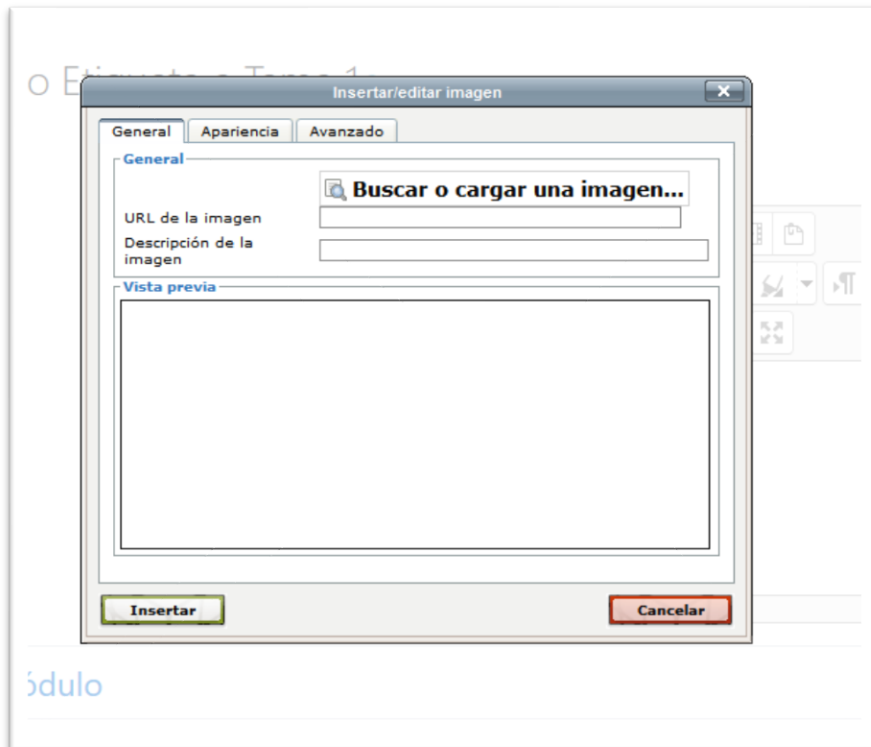 Insertar/editar imagen
General Apariencia Avanzado
General
Buscar o cargar una imagen...
URL de la imagen
Descripción de la
imagen
Vista previa
Insertar Cancelar
ódulo